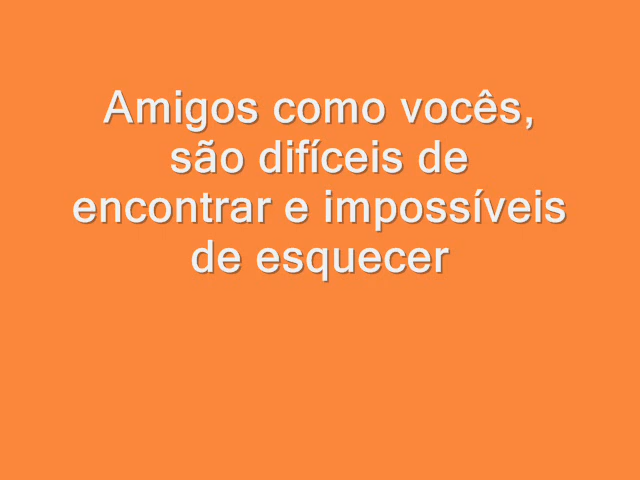 Amigos como vocês,
são difíceis de
encontrar e impossíveis
de esquecer